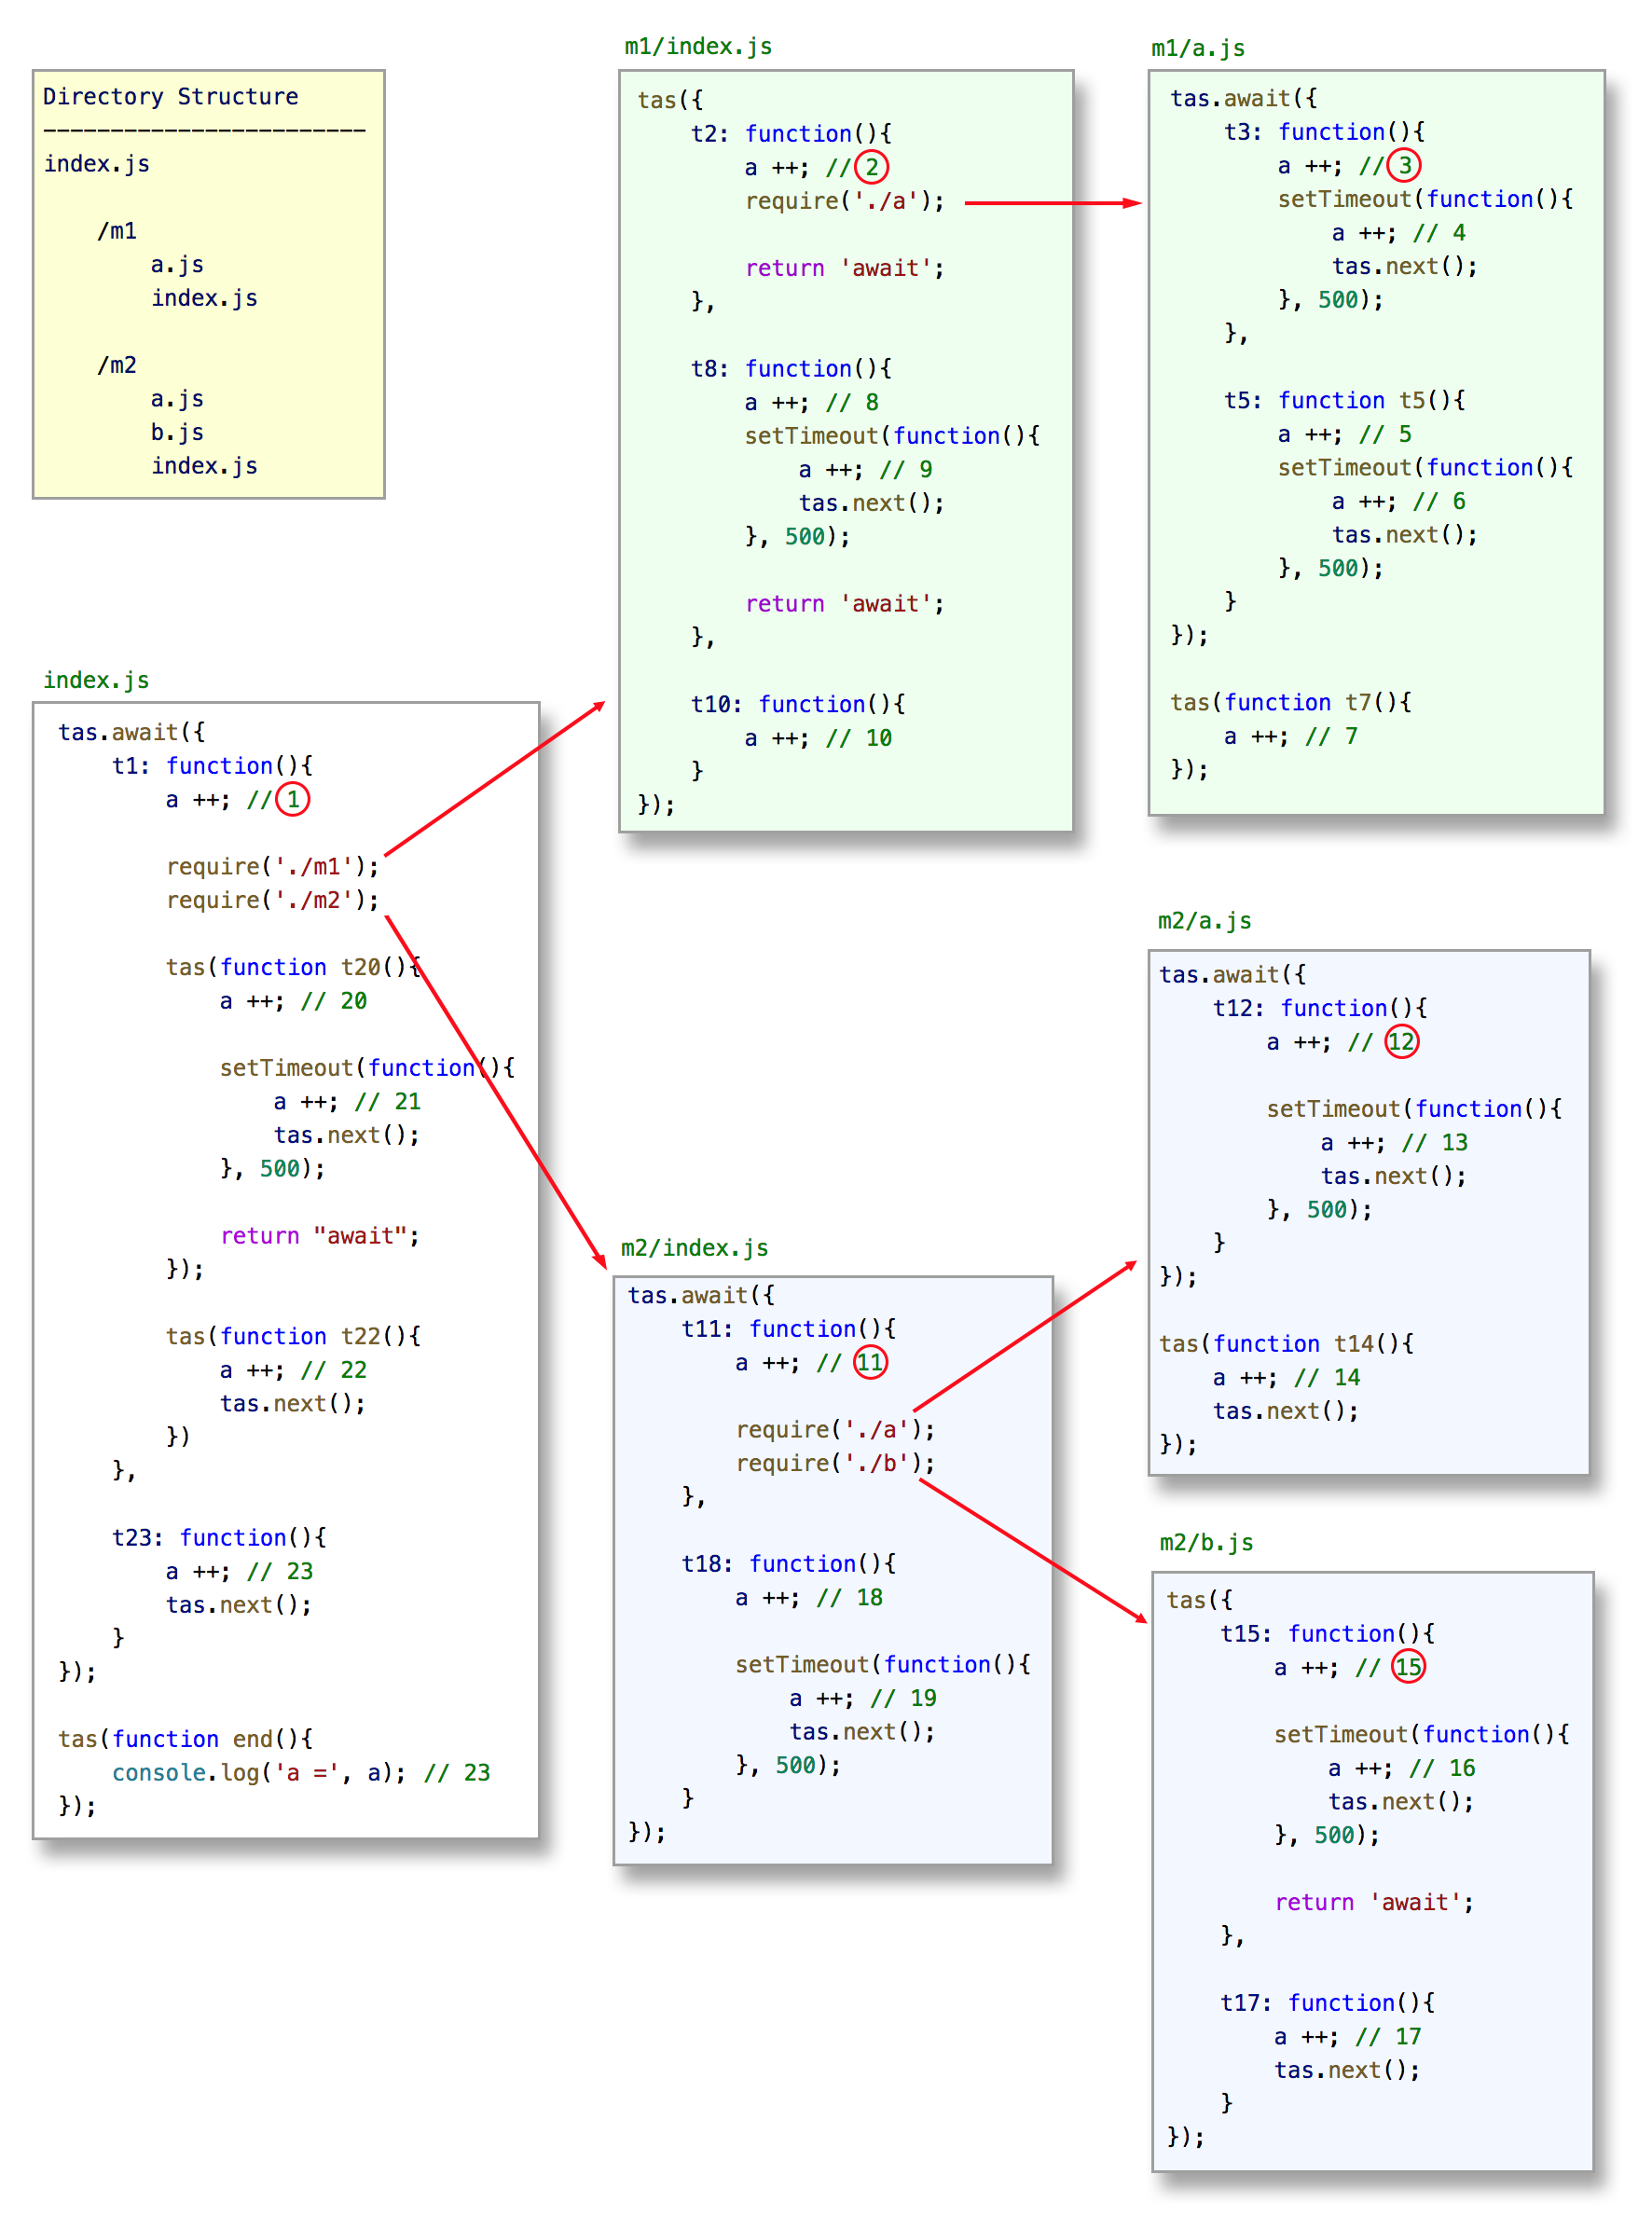 Directory Structure
------------------------
index.js
    /m1
        a.js
        index.js
    /m2
        a.js
        b.js
        index.js
m1/index.js
tas({
    t2: function(){
        a ++; // 2
        require('./a');
        return 'await';
    },
    t8: function(){
        a ++; // 8
        setTimeout(function(){
            a ++; // 9
            tas.next();
        }, 500);
        return 'await';
    },
    t10: function(){
        a ++; // 10
    }
});
m1/a.js
tas.await({
    t3: function(){
        a ++; // 3
        setTimeout(function(){
            a ++; // 4
            tas.next();
        }, 500);
    },
    t5: function t5(){
        a ++; // 5
        setTimeout(function(){
            a ++; // 6
            tas.next();
        }, 500);
    }
});
tas(function t7(){
    a ++; // 7
});
index.js
tas.await({
    t1: function(){
        a ++; // 1
        require('./m1');
        require('./m2');
        tas(function t20(){
            a ++; // 20
            setTimeout(function(){
                a ++; // 21
                tas.next();
            }, 500);
            return "await";
        });
        tas(function t22(){
            a ++; // 22
            tas.next();
        })
    },
    t23: function(){
        a ++; // 23
        tas.next();
    }
});
tas(function end(){
    console.log('a =', a); // 23
});
m2/index.js
tas.await({
    t11: function(){
        a ++; // 11
        require('./a');
        require('./b');
    },
    t18: function(){
        a ++; // 18
        setTimeout(function(){
            a ++; // 19
            tas.next();
        }, 500);
    }
});
m2/a.js
tas.await({
    t12: function(){
        a ++; // 12
        setTimeout(function(){
            a ++; // 13
            tas.next();
        }, 500);
    }
});
tas(function t14(){
    a ++; // 14
    tas.next();
});
m2/b.js
tas({
    t15: function(){
        a ++; // 15
        setTimeout(function(){
            a ++; // 16
            tas.next();
        }, 500);
        return 'await';
    },
    t17: function(){
        a ++; // 17
        tas.next();
    }
});